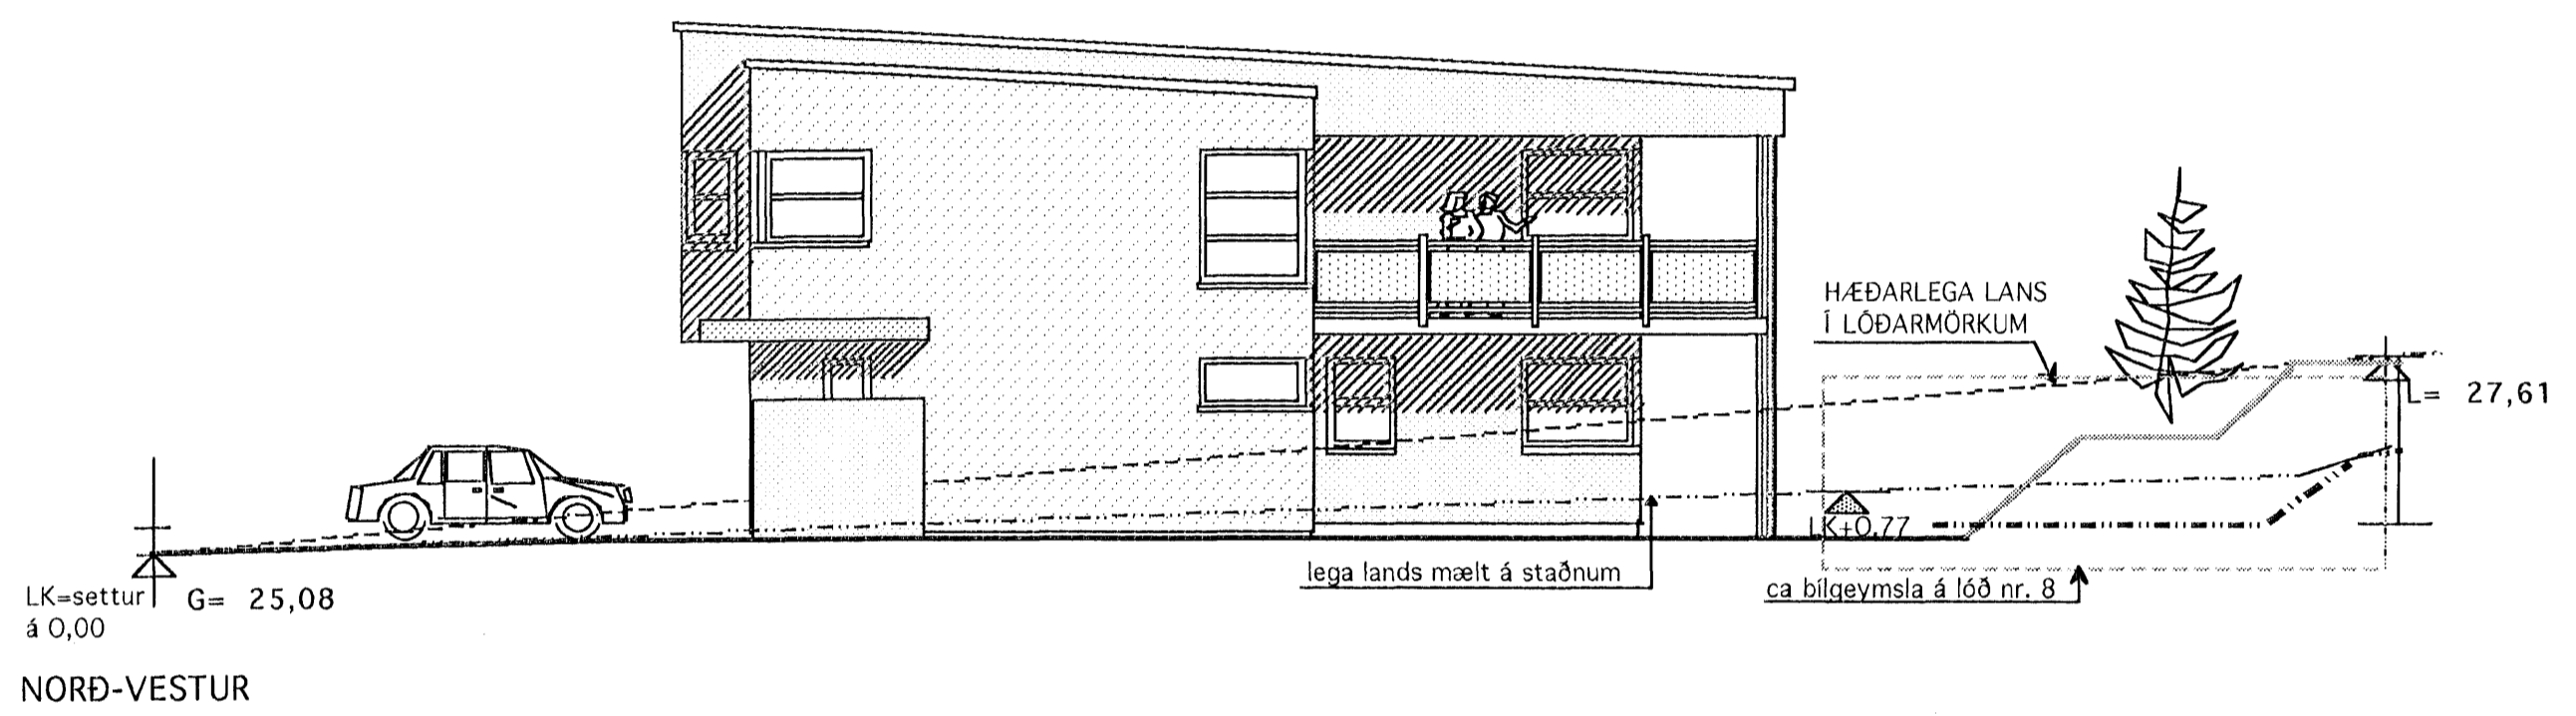 HÆÐARLEGA LANS
Í LÓÐARMÖRKUM
L= 27,61
LK+0,77
lega lands mælt á staðnum
ca bílgeymsla á lóð nr. 8
LK=settur
á 0,00
G= 25,08
NORÐ-VESTUR